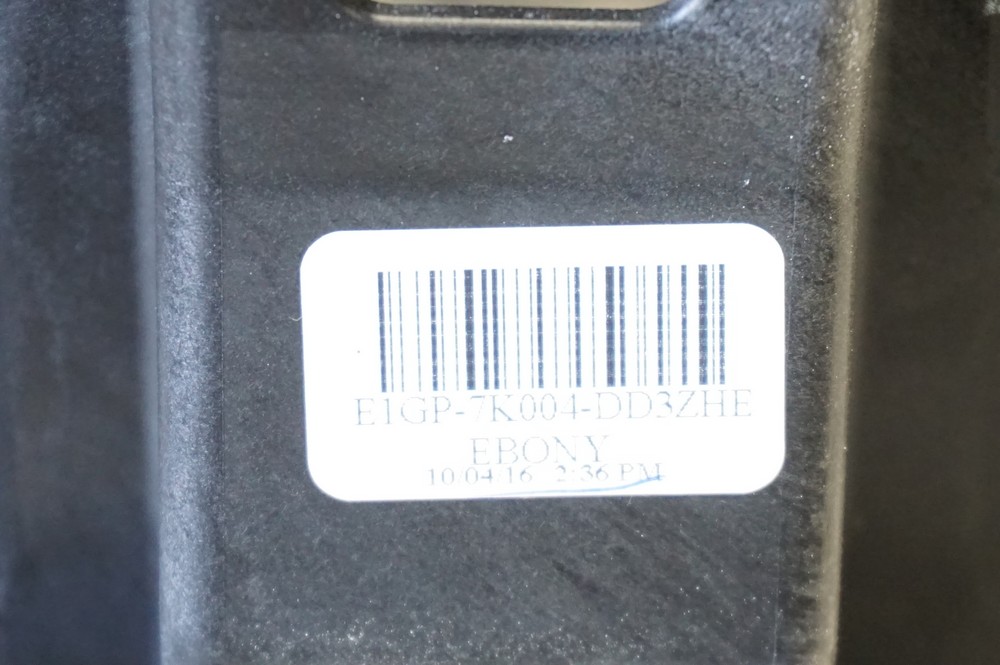 E1GP-7K004-DD3ZHE
EBONY
10/04/16 2:36 PM